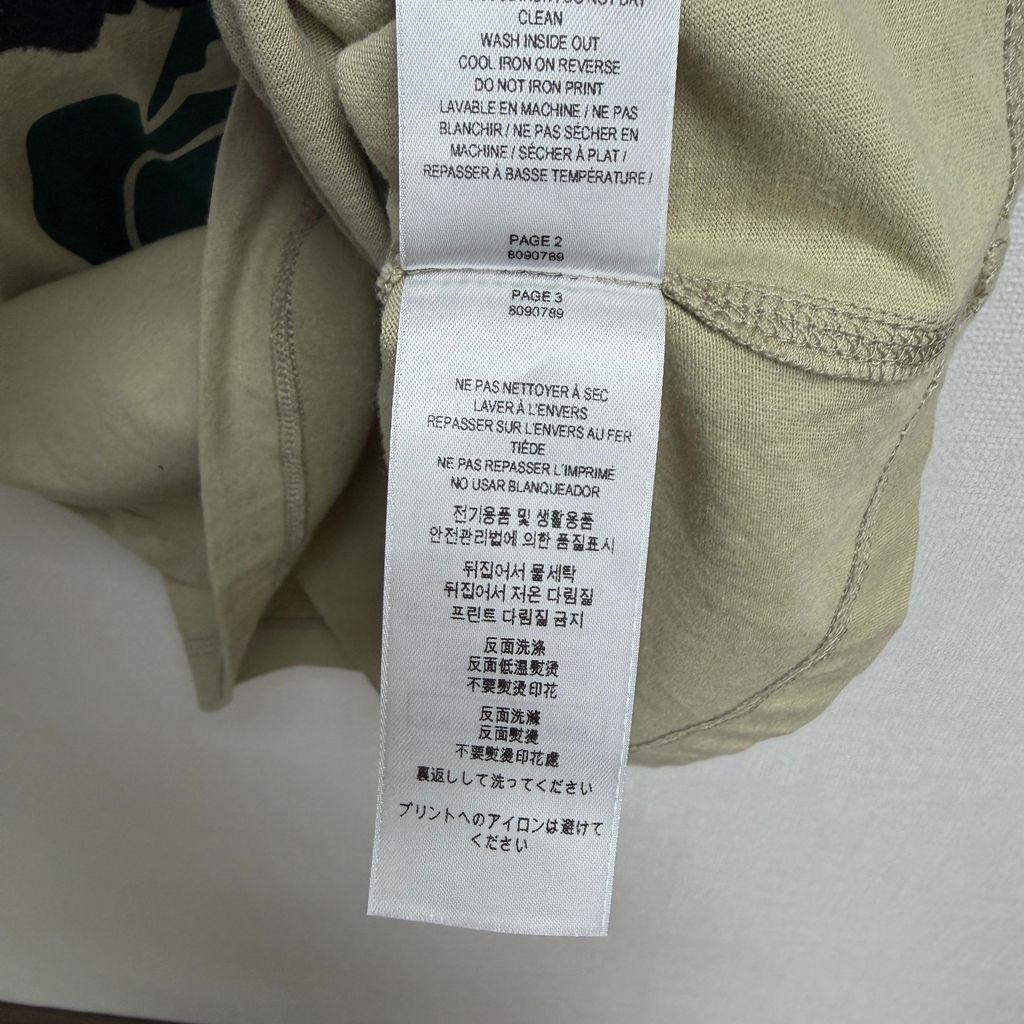 DO NOT DRY
CLEAN
WASH INSIDE OUT
COOL IRON ON REVERSE
DO NOT IRON PRINT
LAVABLE EN MACHINE / NE PAS
BLANCHIR / NE PAS SÉCHER EN
MACHINE / SÉCHER À PLAT /
REPASSER À BASSE TEMPÉRATURE /
PAGE 2
8090789
PAGE 3
8090789
NE PAS NETTOYER À SEC
LAVER À L'ENVERS
REPASSER SUR L'ENVERS AU FER
TIÈDE
NE PAS REPASSER L'IMPRIMÉ
NO USAR BLANQUEADOR
전기용품 및 생활용품
안전관리법에 의한 품질표시
뒤집어서 물세탁
뒤집어서 저온 다림질
프린트 다림질 금지
反面洗涤
反面低温熨烫
不要熨烫印花
反面洗滌
反面熨燙
不要熨燙印花處
裏返しして洗ってください
プリントへのアイロンは避けて
ください